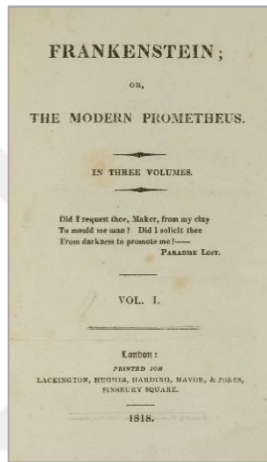 FRANKENSTEIN;
OR,
THE MODERN PROMETHEUS.
IN THREE VOLUMES.
Did I request thee, Maker, from my clay
To mould me man? Did I solicit thee
From darkness to promote me?——
PARADISE LOST.
VOL. I.
London:
PRINTED FOR
LACKINGTON, HUGHES, HARDING, MAVOR, & JONES,
FINSBURY SQUARE.
1818.